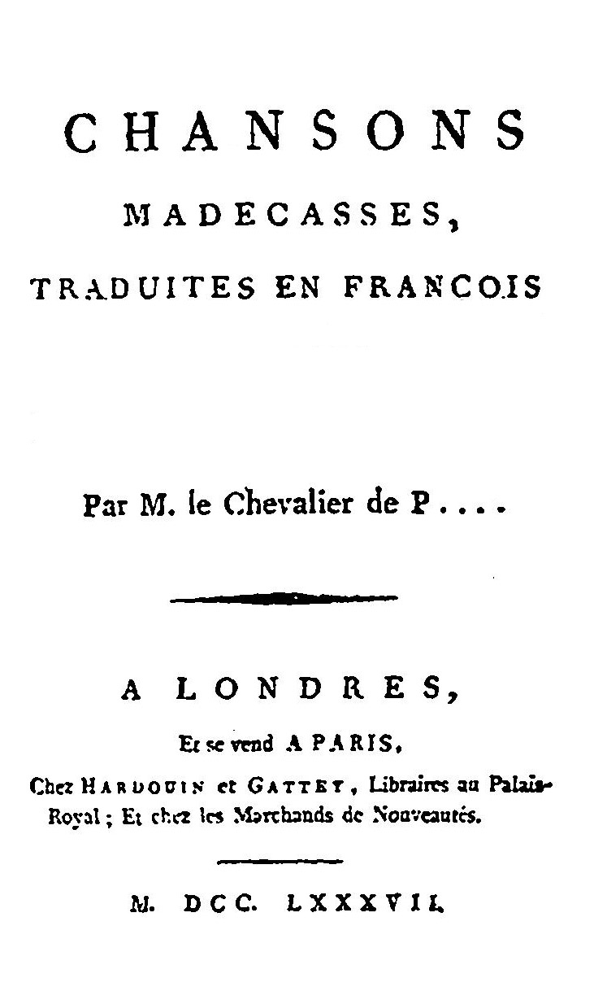 CHANSONS
MADECASSES,
TRADUITES EN FRANCOIS
Par M. le Chevalier de P....
A LONDRES,
Et se vend A PARIS,
Chez HARDOUIN et GATTEY, Libraires au Palais-
Royal; Et chez les Marchands de Nouveautés.
M. DCC. LXXXVII.